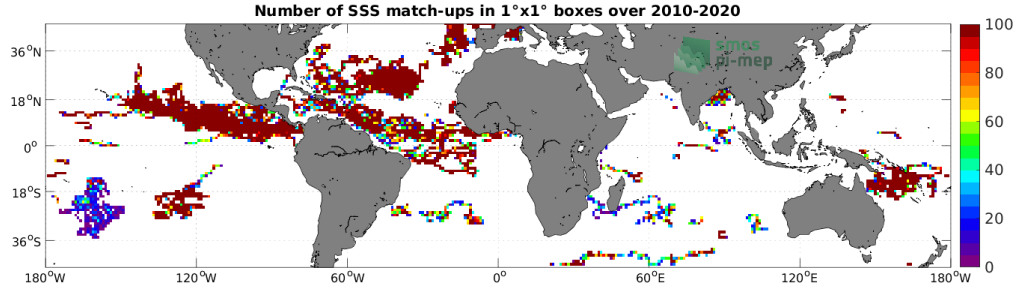 Number of SSS match-ups in 1°x1° boxes over 2010-2020
smos
pi-mep
36°N
18°N
0°
18°S
36°S
180°W
120°W
60°W
0°
60°E
120°E
180°W
100
80
60
40
20
0